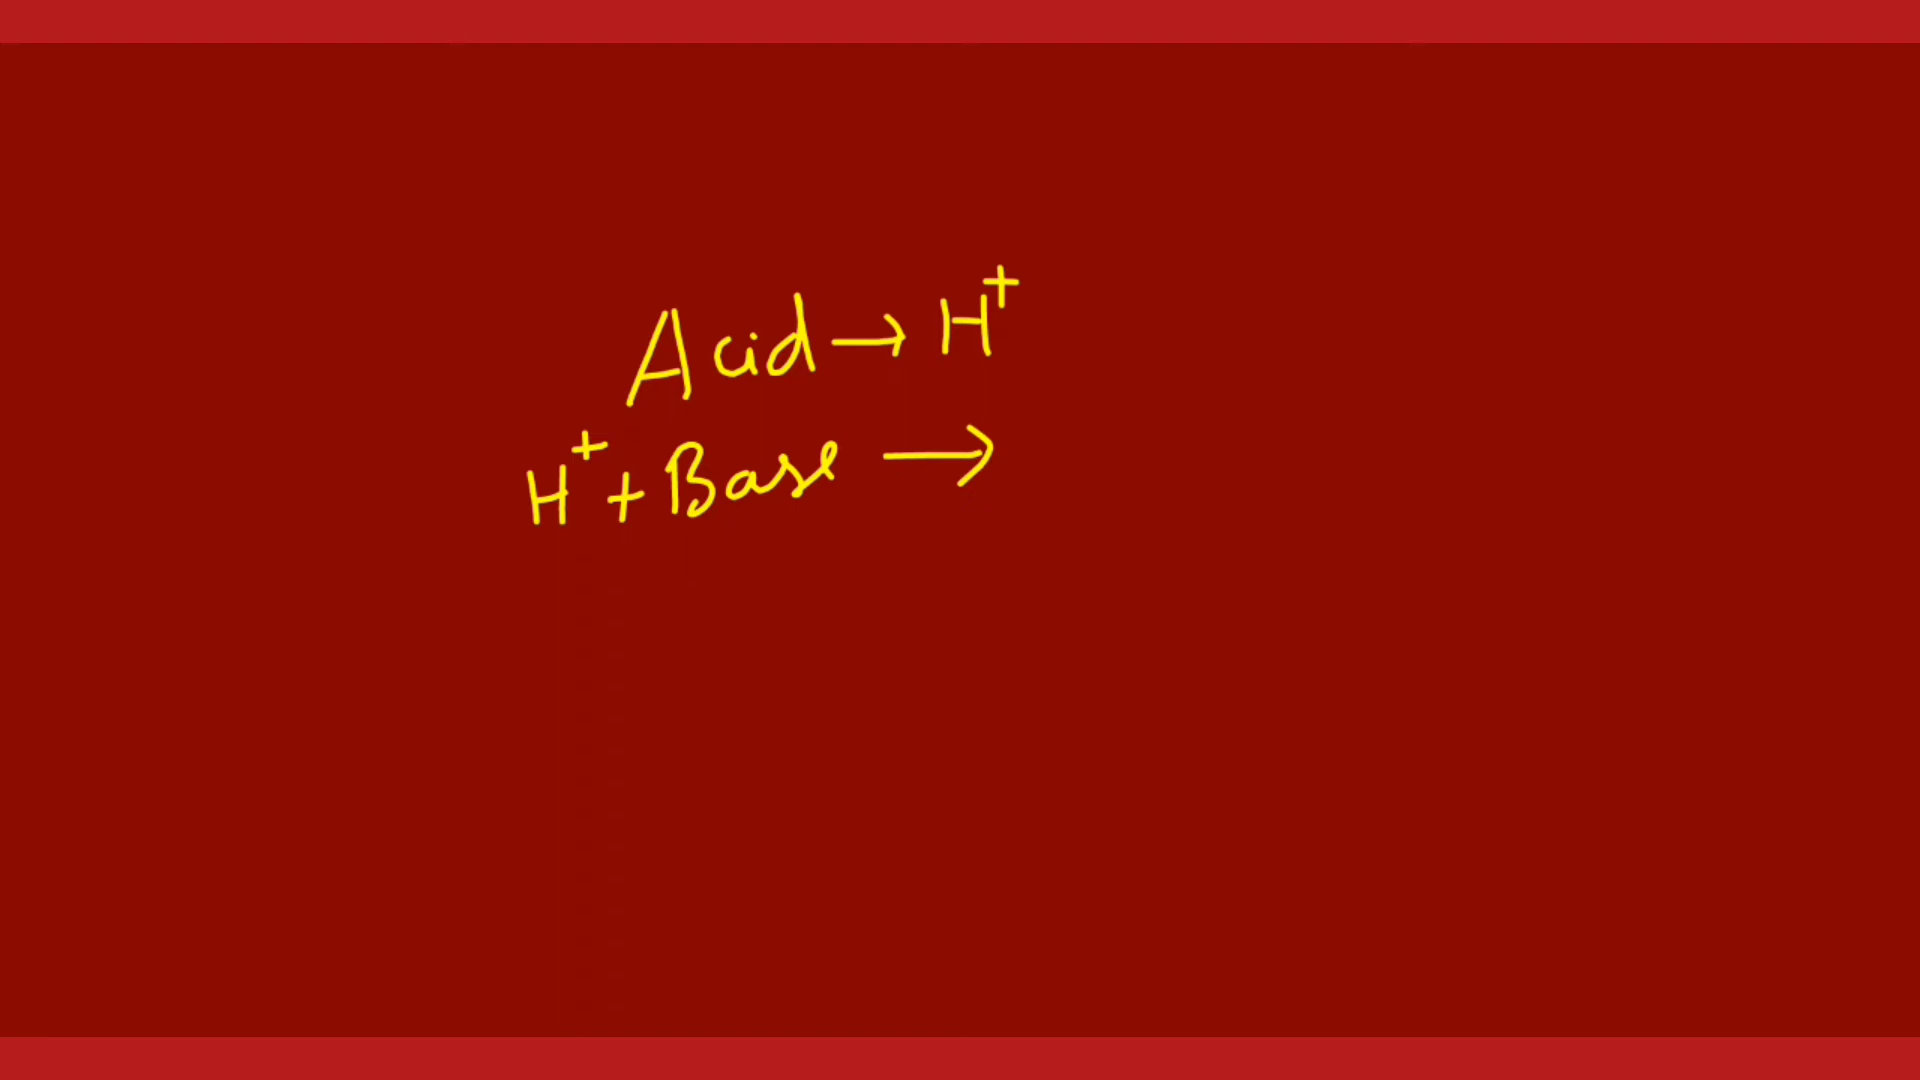 Acid → H⁺
H⁺ + Base →